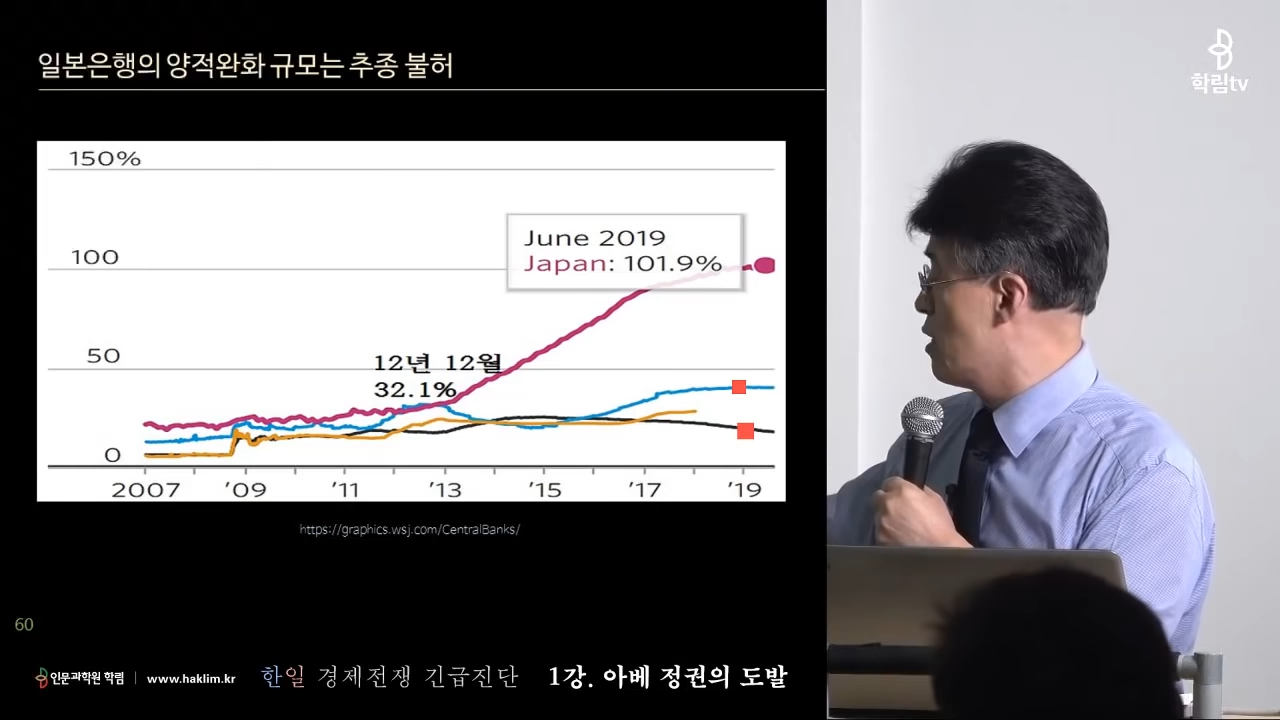 일본은행의 양적완화 규모는 추종 불허
학림tv
150%
100
50
0
June 2019
Japan: 101.9%
12년 12월
32.1%
2007 ’09 ’11 ’13 ’15 ’17 ’19
https://graphics.wsj.com/CentralBanks/
60
인문과학원 학림 www.haklim.kr 한일 경제전쟁 긴급진단 1강. 아베 정권의 도발